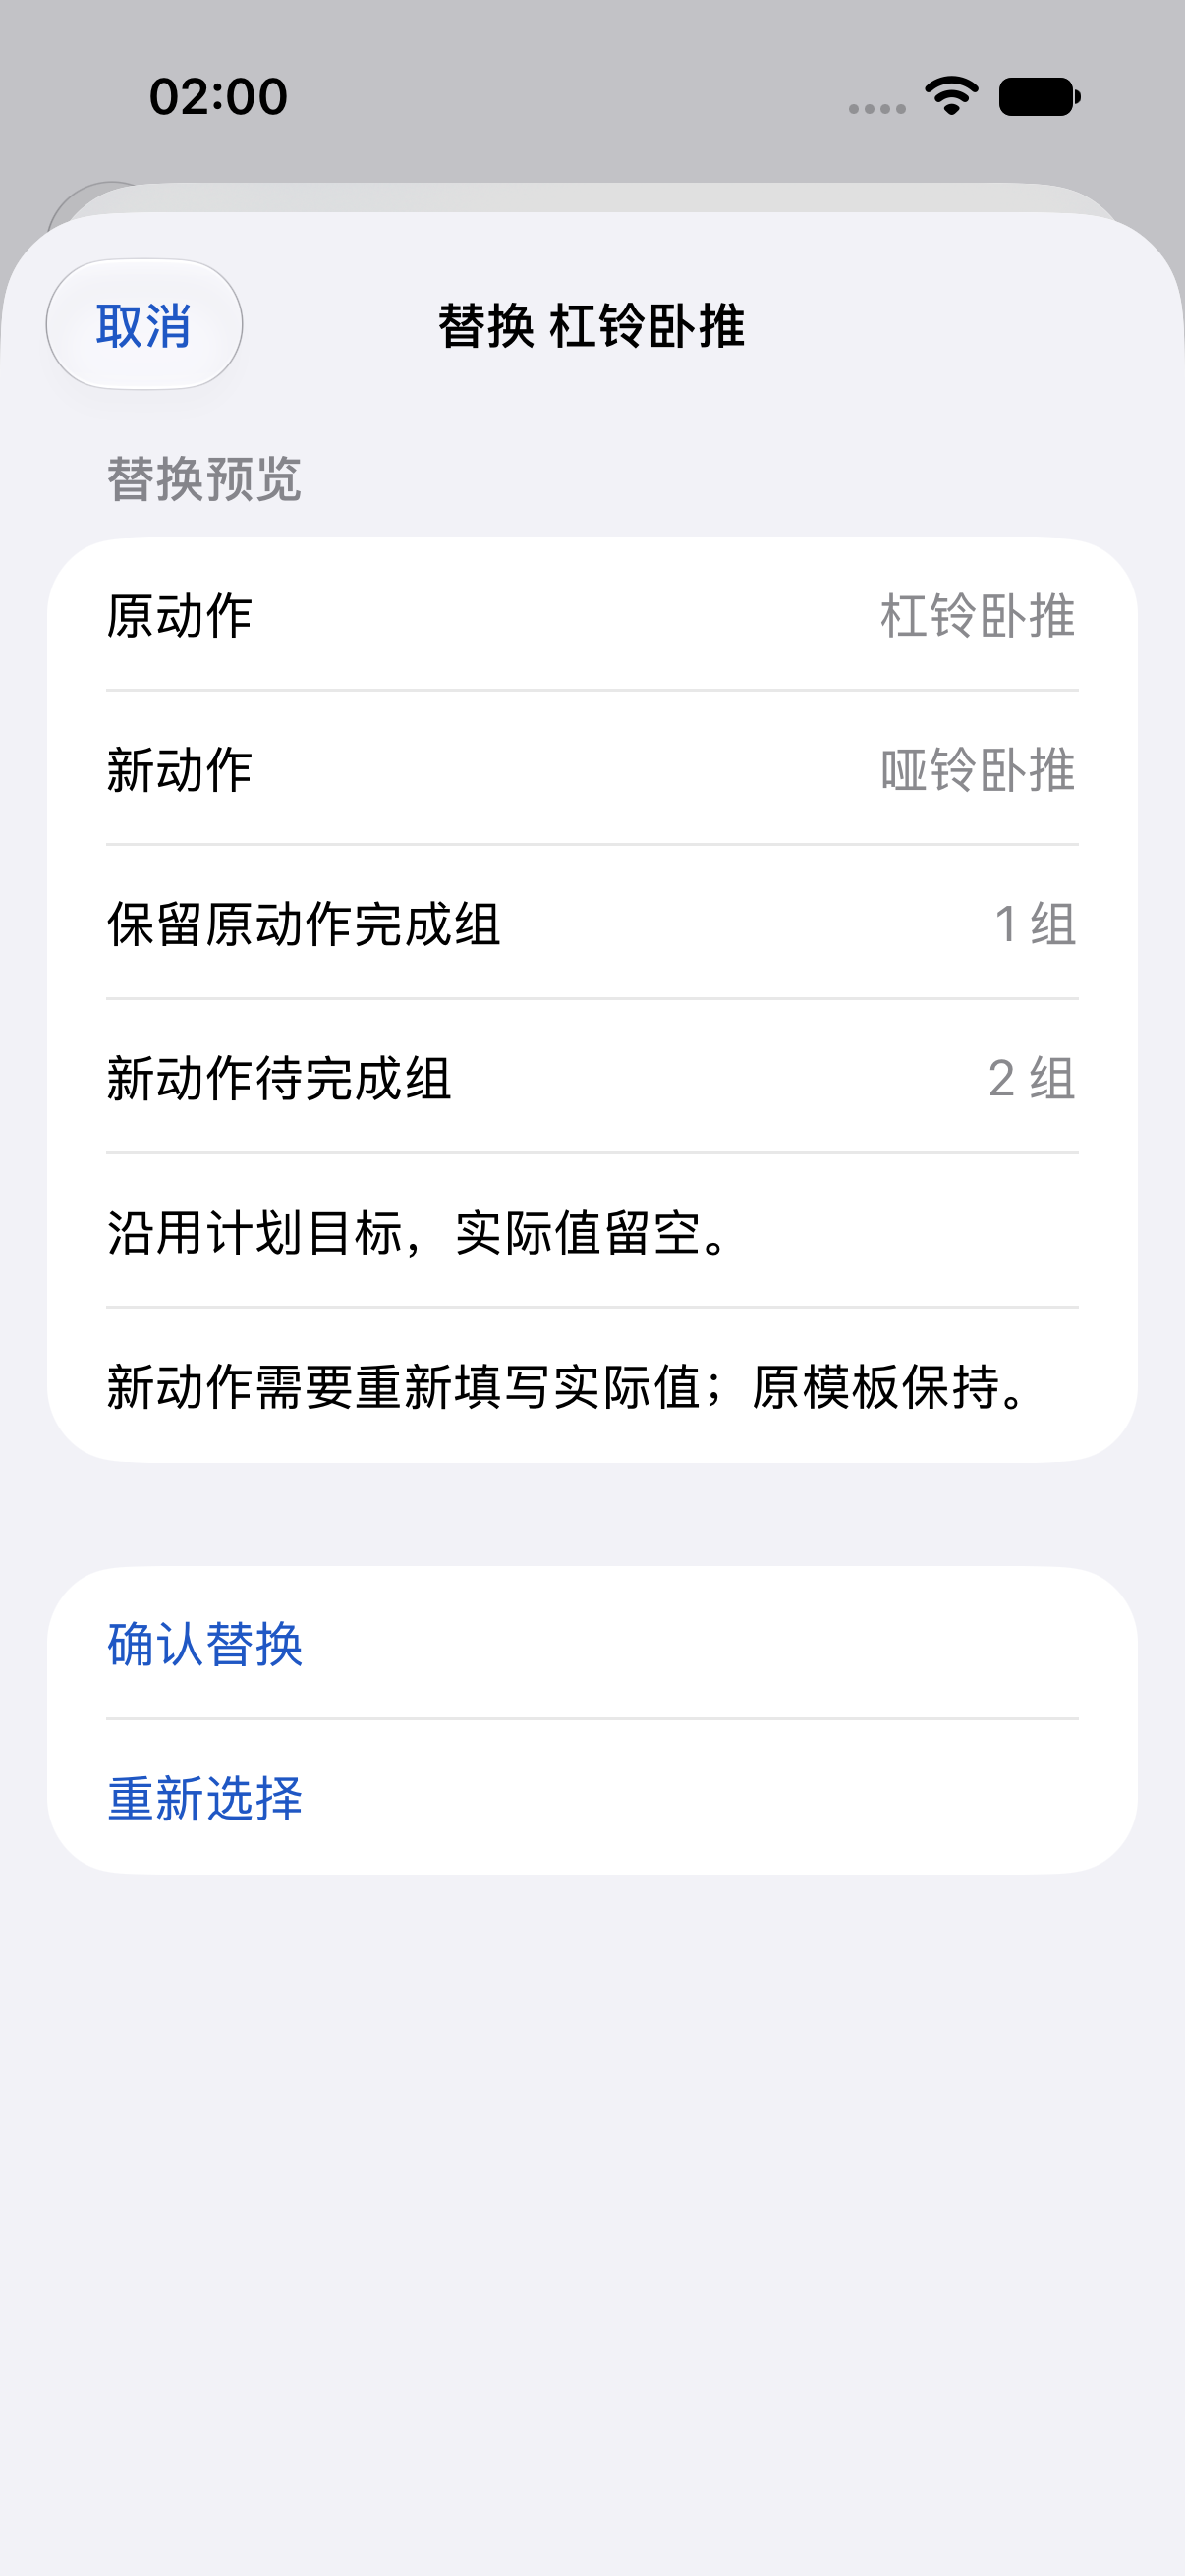 02:00
取消
替换 杠铃卧推
替换预览
原动作 杠铃卧推
新动作 哑铃卧推
保留原动作完成组 1 组
新动作待完成组 2 组
沿用计划目标，实际值留空。
新动作需要重新填写实际值；原模板保持。
确认替换
重新选择